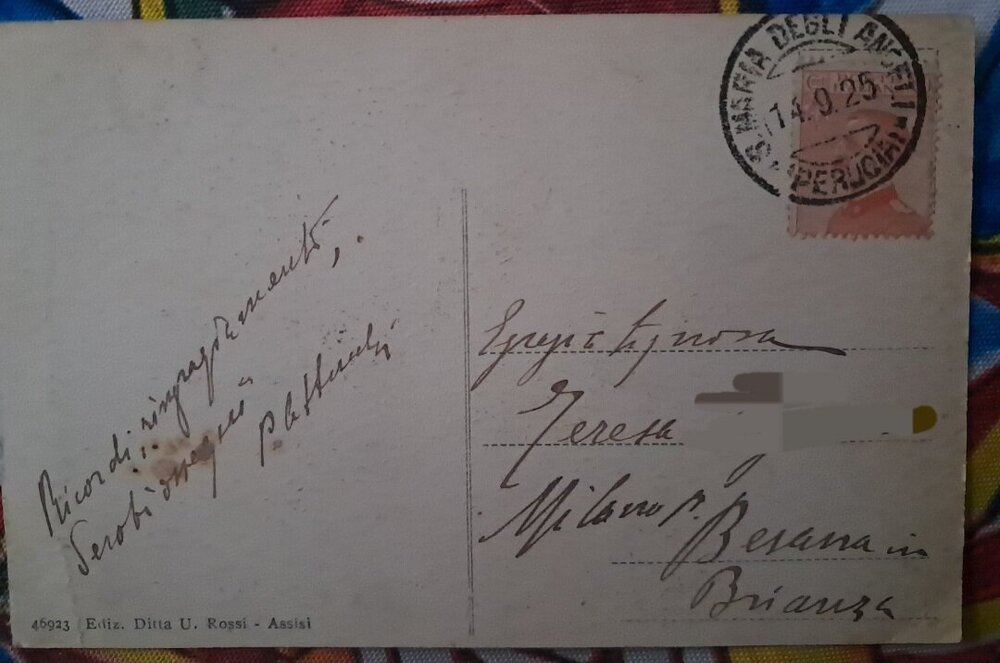 S. MARIA DEGLI ANGELI
14.9.25
(PERUGIA)
Ricordi, ringraziamenti,
ossequi
Egregia Signora
Teresa
Milano p. Besana in
Brianza
46923 Ediz. Ditta U. Rossi - Assisi